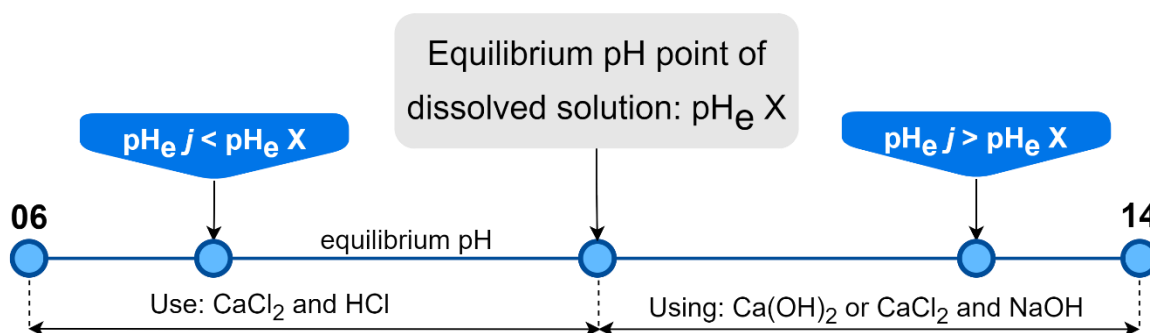 Equilibrium pH point of
dissolved solution: pHₑ X
pHₑ j < pHₑ X
pHₑ j > pHₑ X
06
14
equilibrium pH
Use: CaCl₂ and HCl
Using: Ca(OH)₂ or CaCl₂ and NaOH